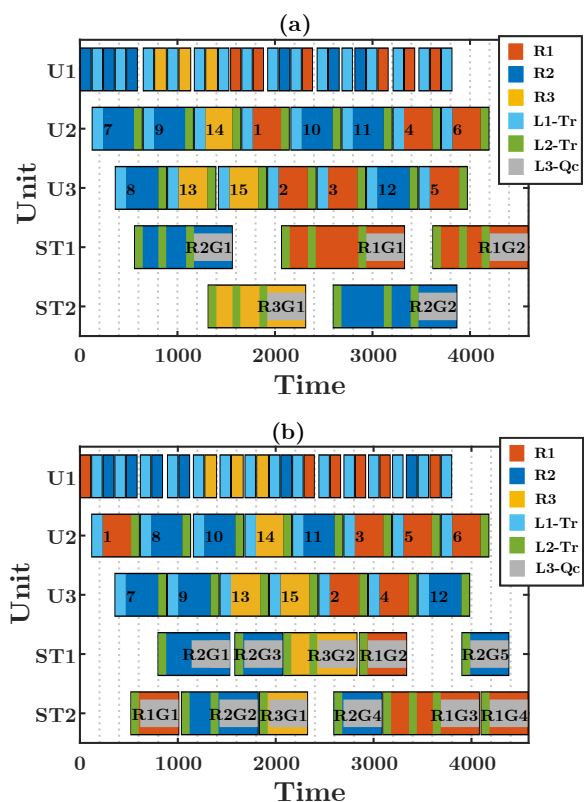 (a)
U1
U2
7
9
14
1
10
11
4
6
U3
8
13
15
2
3
12
5
ST1
R2G1
R1G1
R1G2
ST2
R3G1
R2G2
Unit
0
1000
2000
3000
4000
Time
R1
R2
R3
L1-Tr
L2-Tr
L3-Qc
(b)
U1
U2
1
8
10
14
11
3
5
6
U3
7
9
13
15
2
4
12
ST1
R2G1
R2G3
R3G2
R1G2
R2G5
ST2
R1G1
R2G2
R3G1
R2G4
R1G3
R1G4
Unit
0
1000
2000
3000
4000
Time
R1
R2
R3
L1-Tr
L2-Tr
L3-Qc